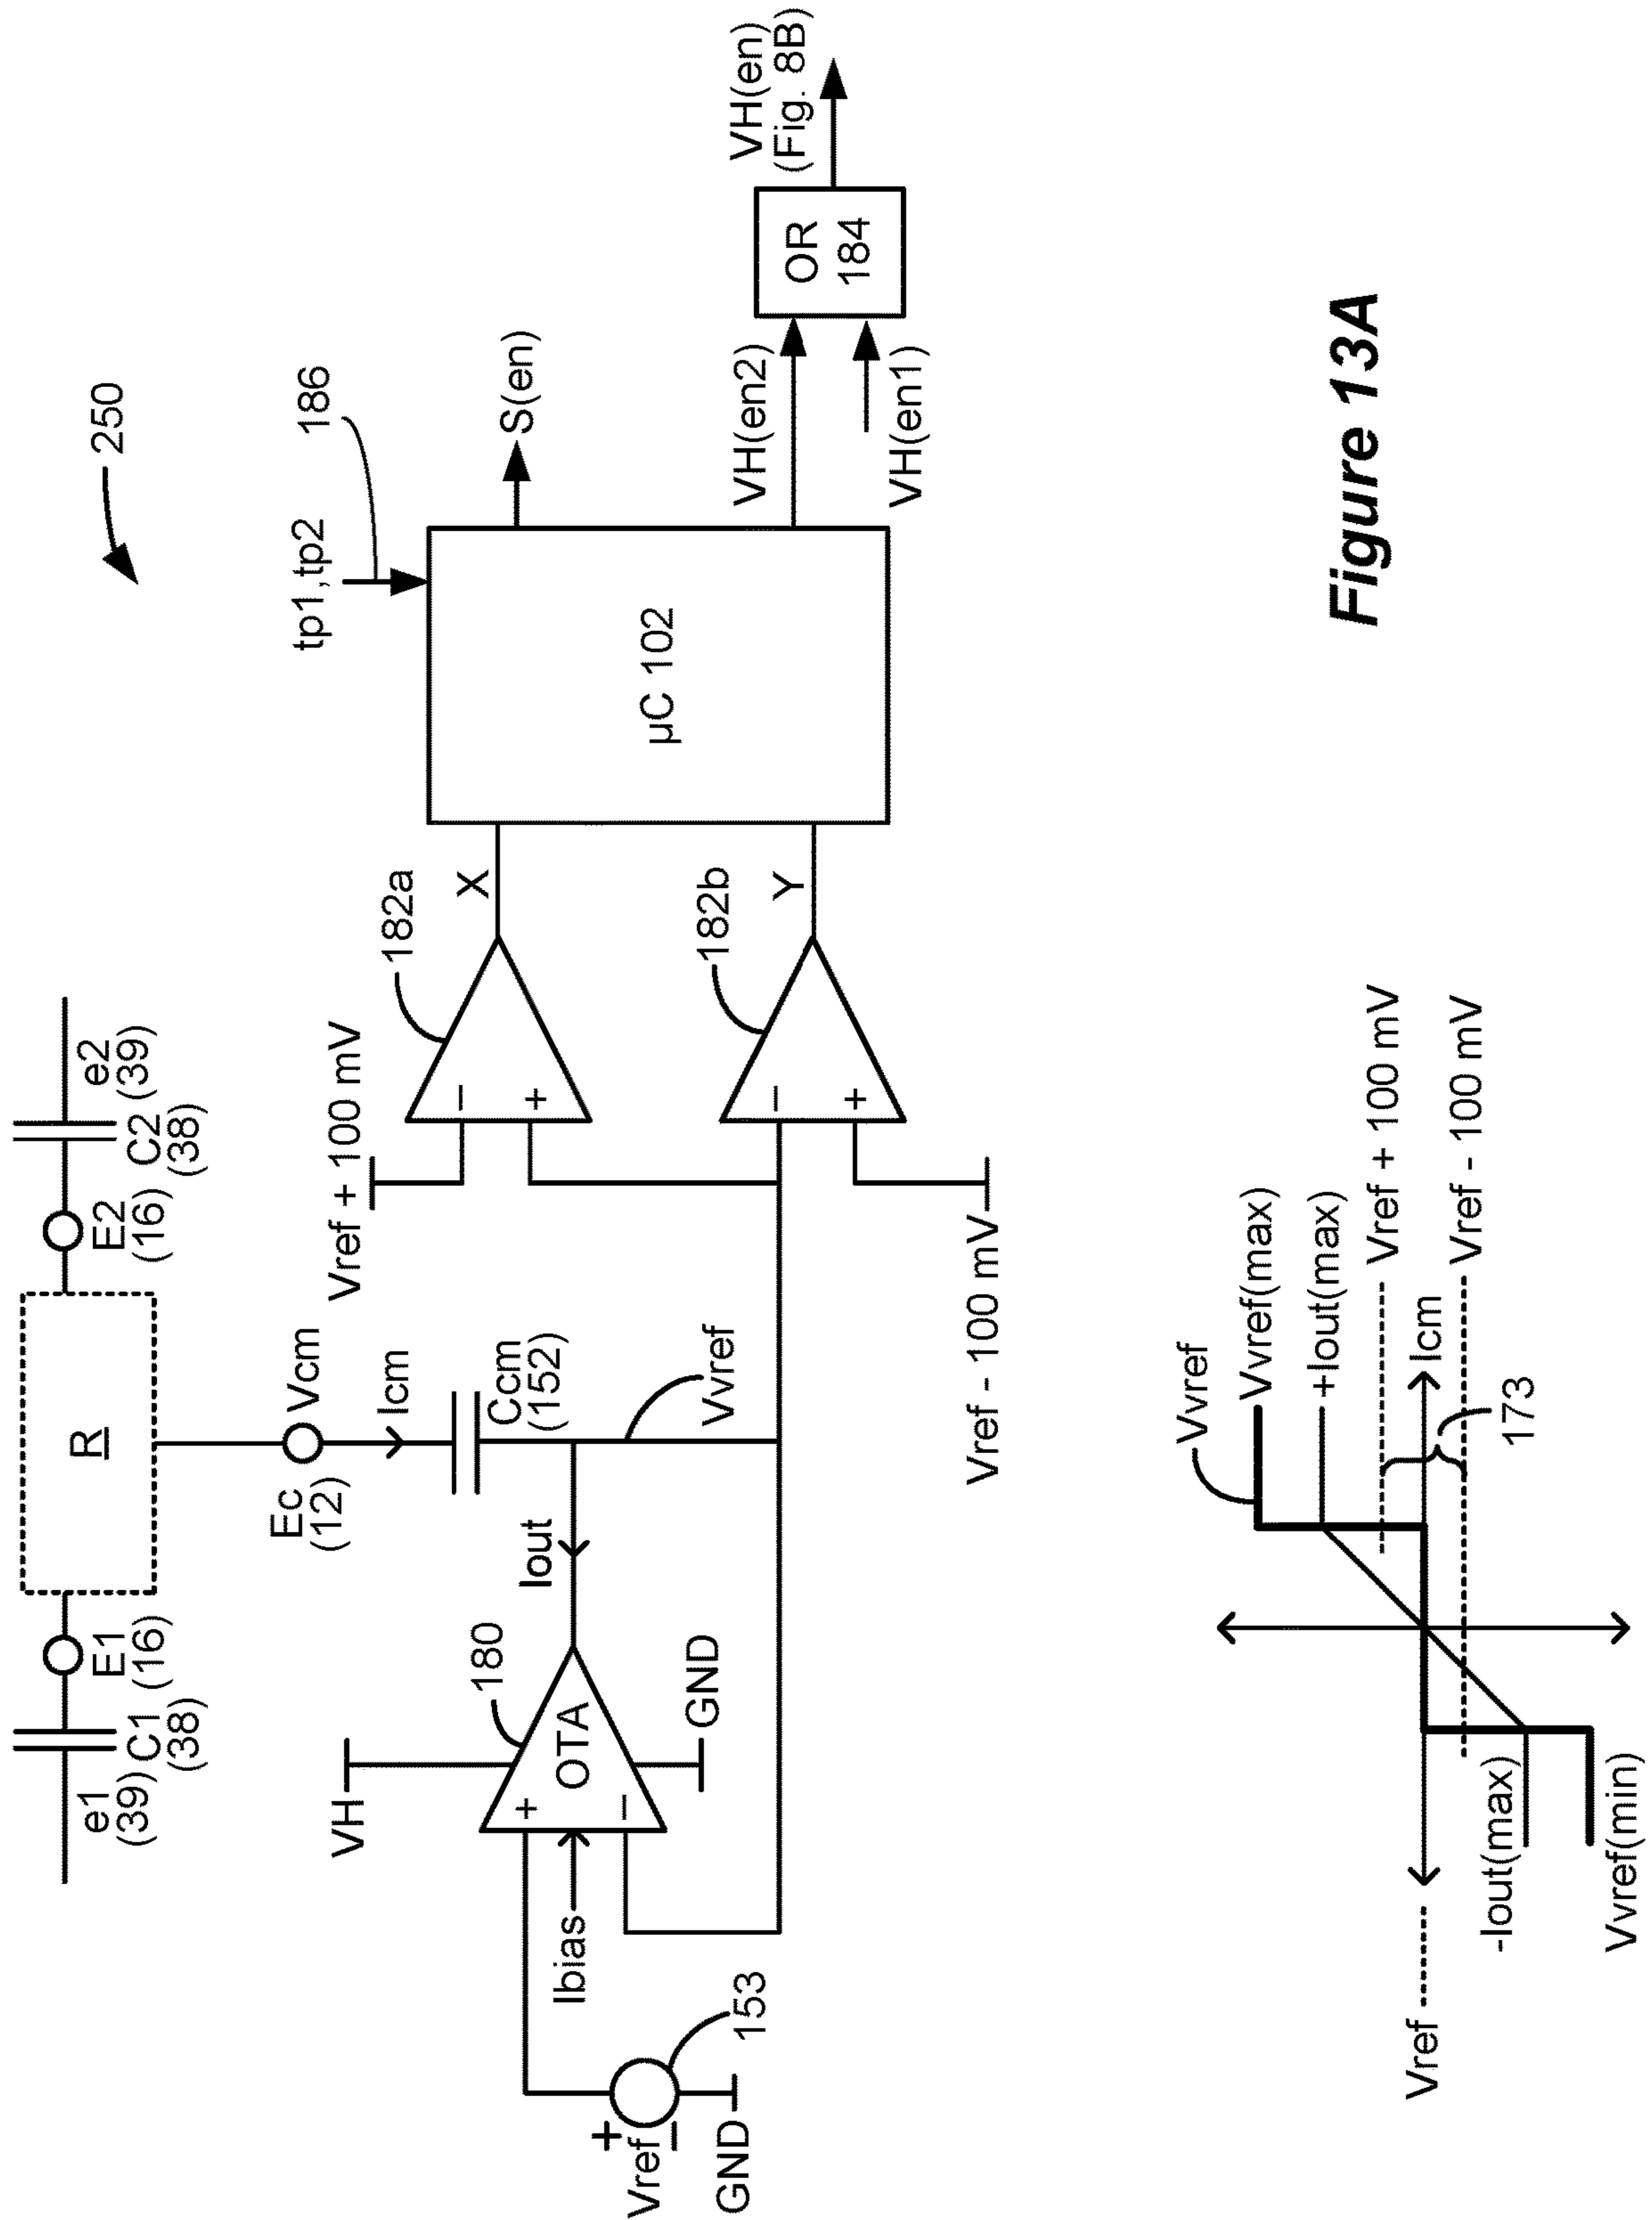 250
e1
(39)
C1
(38)
E1
(16)
R
E2
(16)
C2
(38)
e2
(39)
Ec
(12)
Vcm
Icm
Ccm
(152)
Vvref
Iout
VH
180
+
OTA
−
Ibias
GND
+
Vref
−
153
GND
Vref + 100 mV
−
+
182a
X
−
+
182b
Y
Vref - 100 mV
tp1,tp2
186
µC 102
S(en)
VH(en2)
VH(en1)
OR
184
VH(en)
(Fig. 8B)
Vvref
Vvref(max)
+Iout(max)
Vref + 100 mV
Icm
Vref - 100 mV
173
Vref
-Iout(max)
Vvref(min)
Figure 13A